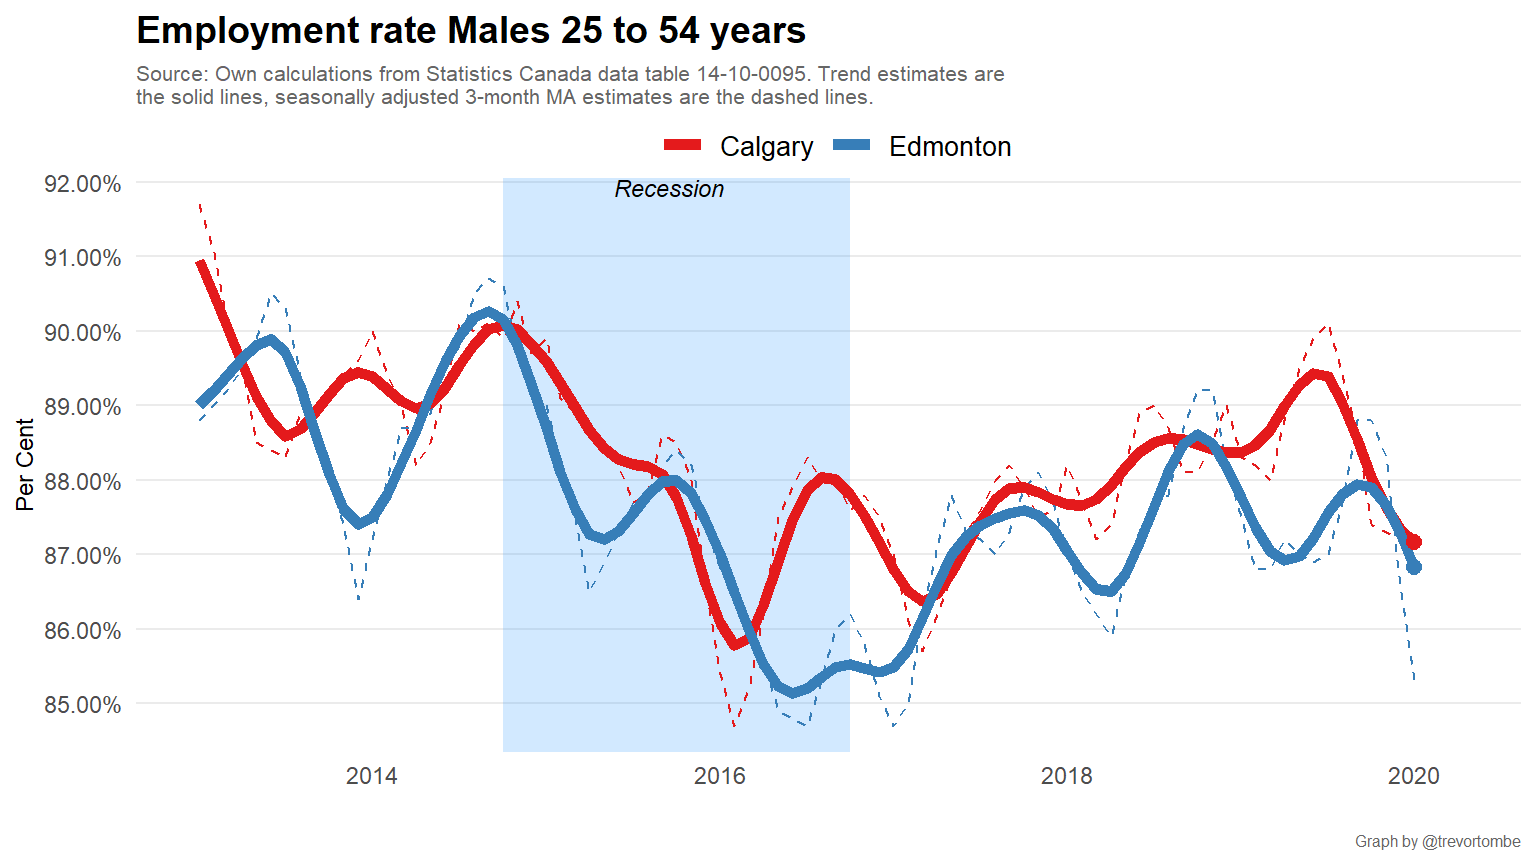 Employment rate Males 25 to 54 years
Source: Own calculations from Statistics Canada data table 14-10-0095. Trend estimates are
the solid lines, seasonally adjusted 3-month MA estimates are the dashed lines.
Calgary
Edmonton
Recession
92.00%
91.00%
90.00%
89.00%
88.00%
87.00%
86.00%
85.00%
Per Cent
2014
2016
2018
2020
Graph by @trevortombe